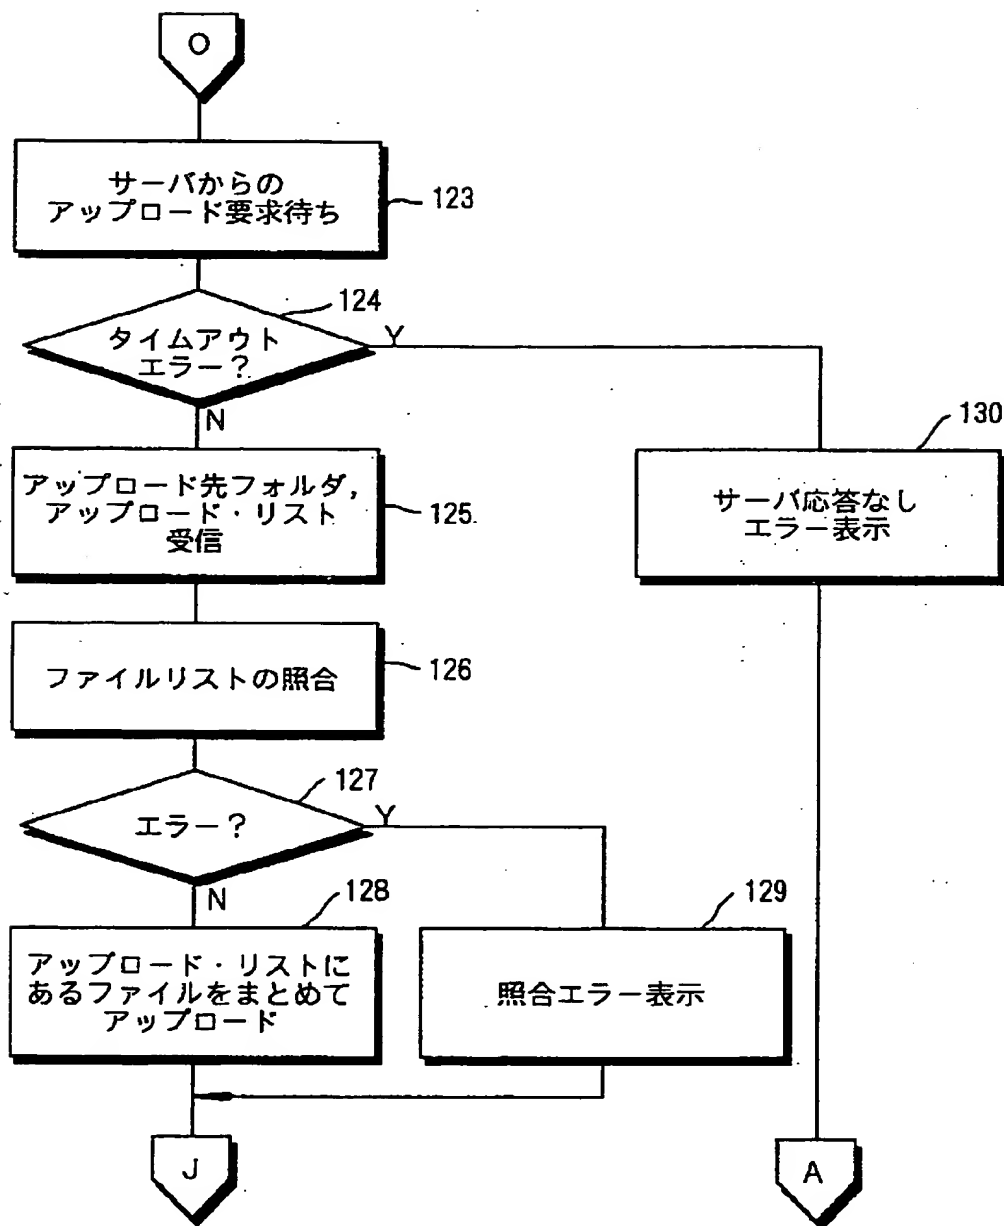 O
サーバからの
アップロード要求待ち
123
124
タイムアウト
エラー?
Y
N
130
アップロード先フォルダ,
アップロード・リスト
受信
125
サーバ応答なし
エラー表示
ファイルリストの照合
126
127
エラー?
Y
N
128
129
アップロード・リストに
あるファイルをまとめて
アップロード
照合エラー表示
J
A